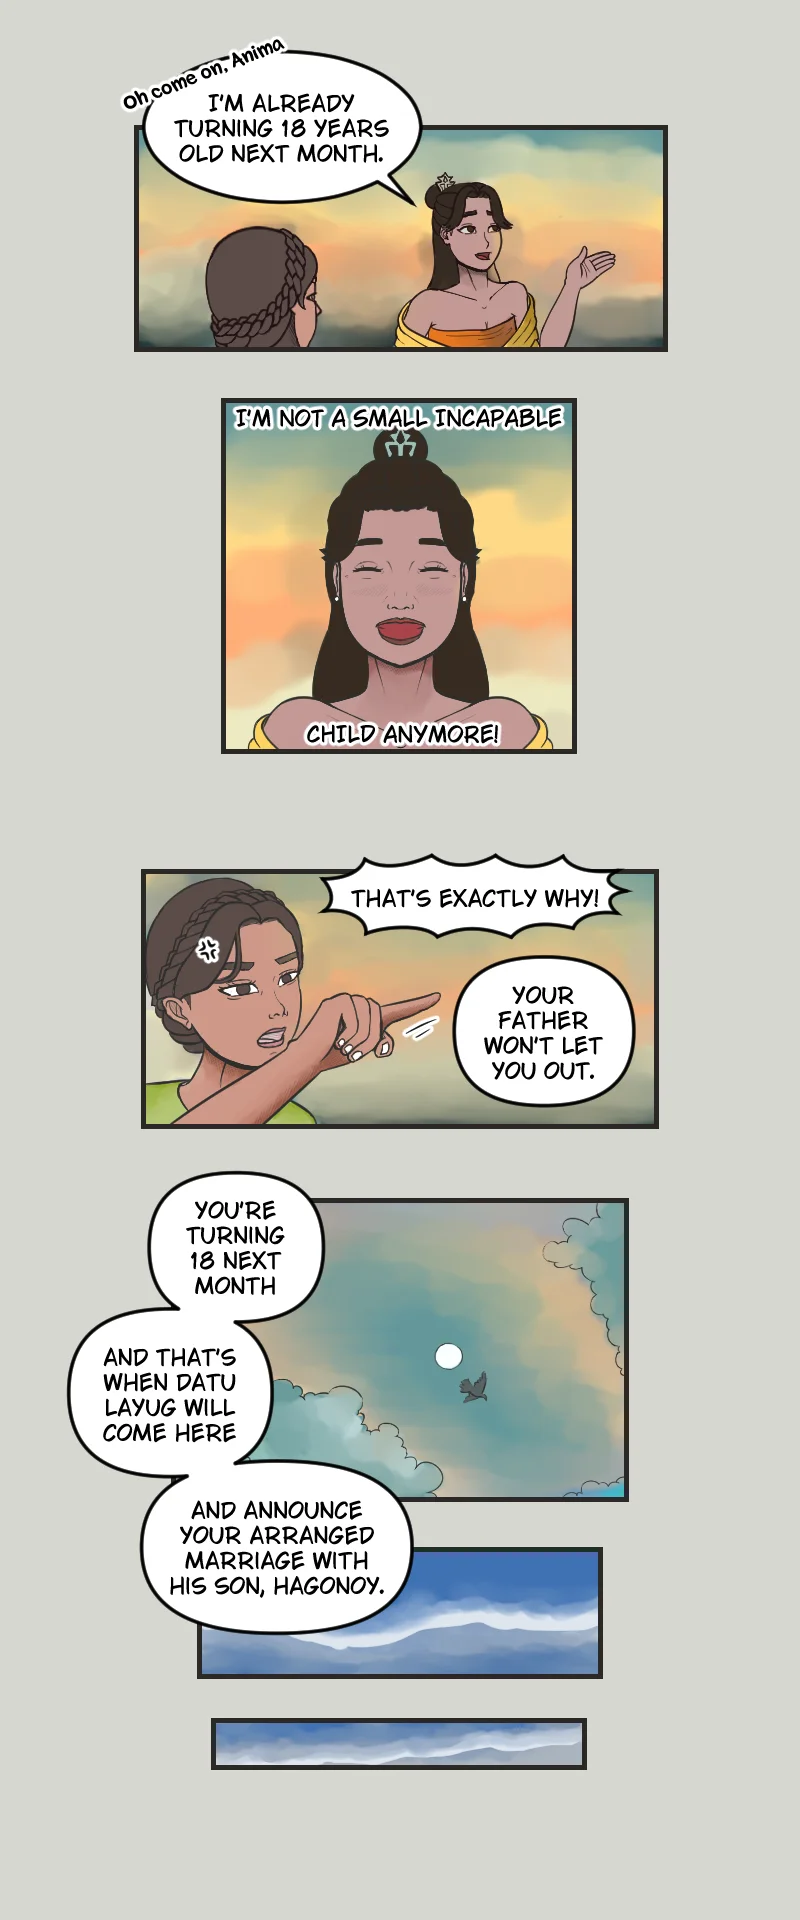 Oh come on, Anima
I'M ALREADY
TURNING 18 YEARS
OLD NEXT MONTH.
I'M NOT A SMALL INCAPABLE
CHILD ANYMORE!
THAT'S EXACTLY WHY!
YOUR
FATHER
WON'T LET
YOU OUT.
YOU'RE
TURNING
18 NEXT
MONTH
AND THAT'S
WHEN DATU
LAYUG WILL
COME HERE
AND ANNOUNCE
YOUR ARRANGED
MARRIAGE WITH
HIS SON, HAGONOY.